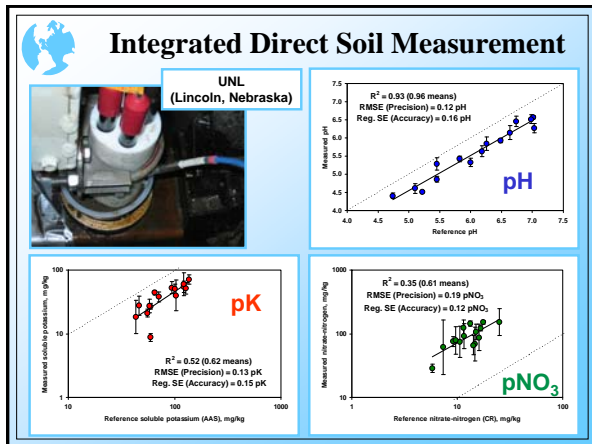 Integrated Direct Soil Measurement
UNL
(Lincoln, Nebraska)
R² = 0.93 (0.96 means)
RMSE (Precision) = 0.12 pH
Reg. SE (Accuracy) = 0.16 pH
Measured pH
7.5
7.0
6.5
6.0
5.5
5.0
4.5
4.0
4.0 4.5 5.0 5.5 6.0 6.5 7.0 7.5
Reference pH
pH
Measured soluble potassium, mg/kg
100
10
1
10 100 1000
Reference soluble potassium (AAS), mg/kg
pK
R² = 0.52 (0.62 means)
RMSE (Precision) = 0.13 pK
Reg. SE (Accuracy) = 0.15 pK
Measured nitrate-nitrogen, mg/kg
1000
100
10
1 10 100
Reference nitrate-nitrogen (CR), mg/kg
R² = 0.35 (0.61 means)
RMSE (Precision) = 0.19 pNO₃
Reg. SE (Accuracy) = 0.12 pNO₃
pNO₃